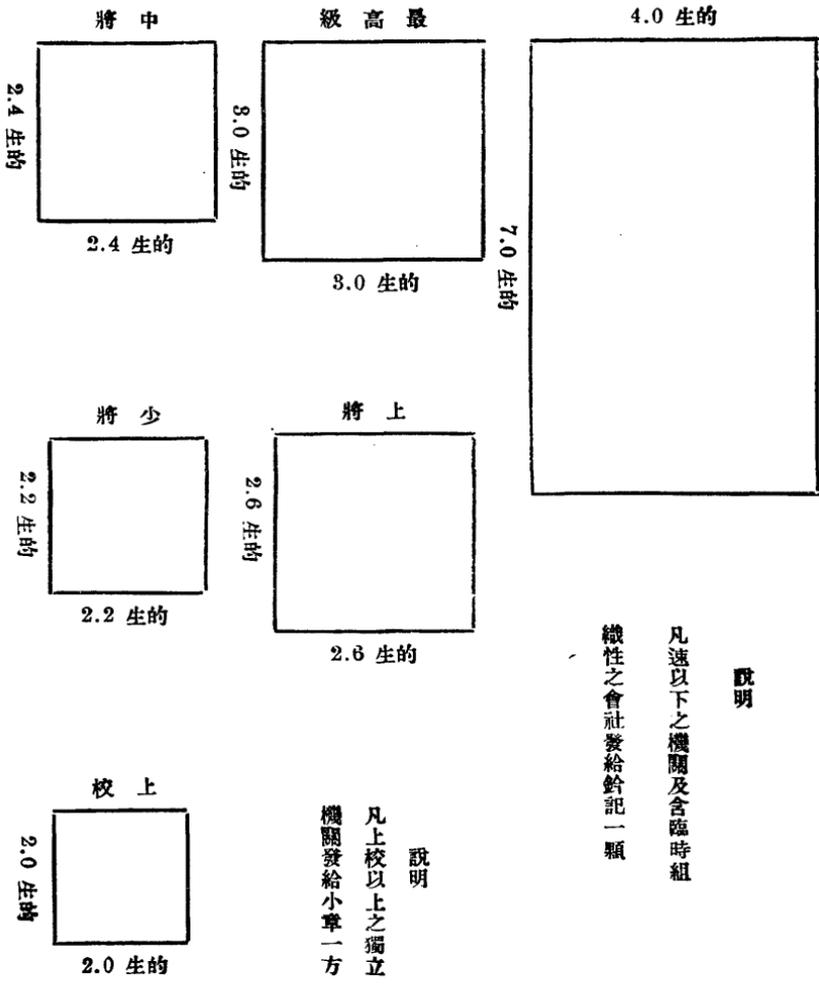 4.0 生的
7.0 生的
說明
凡速以下之機關及含臨時組
織性之會社發給鈐記一顆
最高級
3.0 生的
3.0 生的
上將
2.6 生的
2.6 生的
說明
凡上校以上之獨立
機關發給小章一方
中將
2.4 生的
2.4 生的
少將
2.2 生的
2.2 生的
上校
2.0 生的
2.0 生的